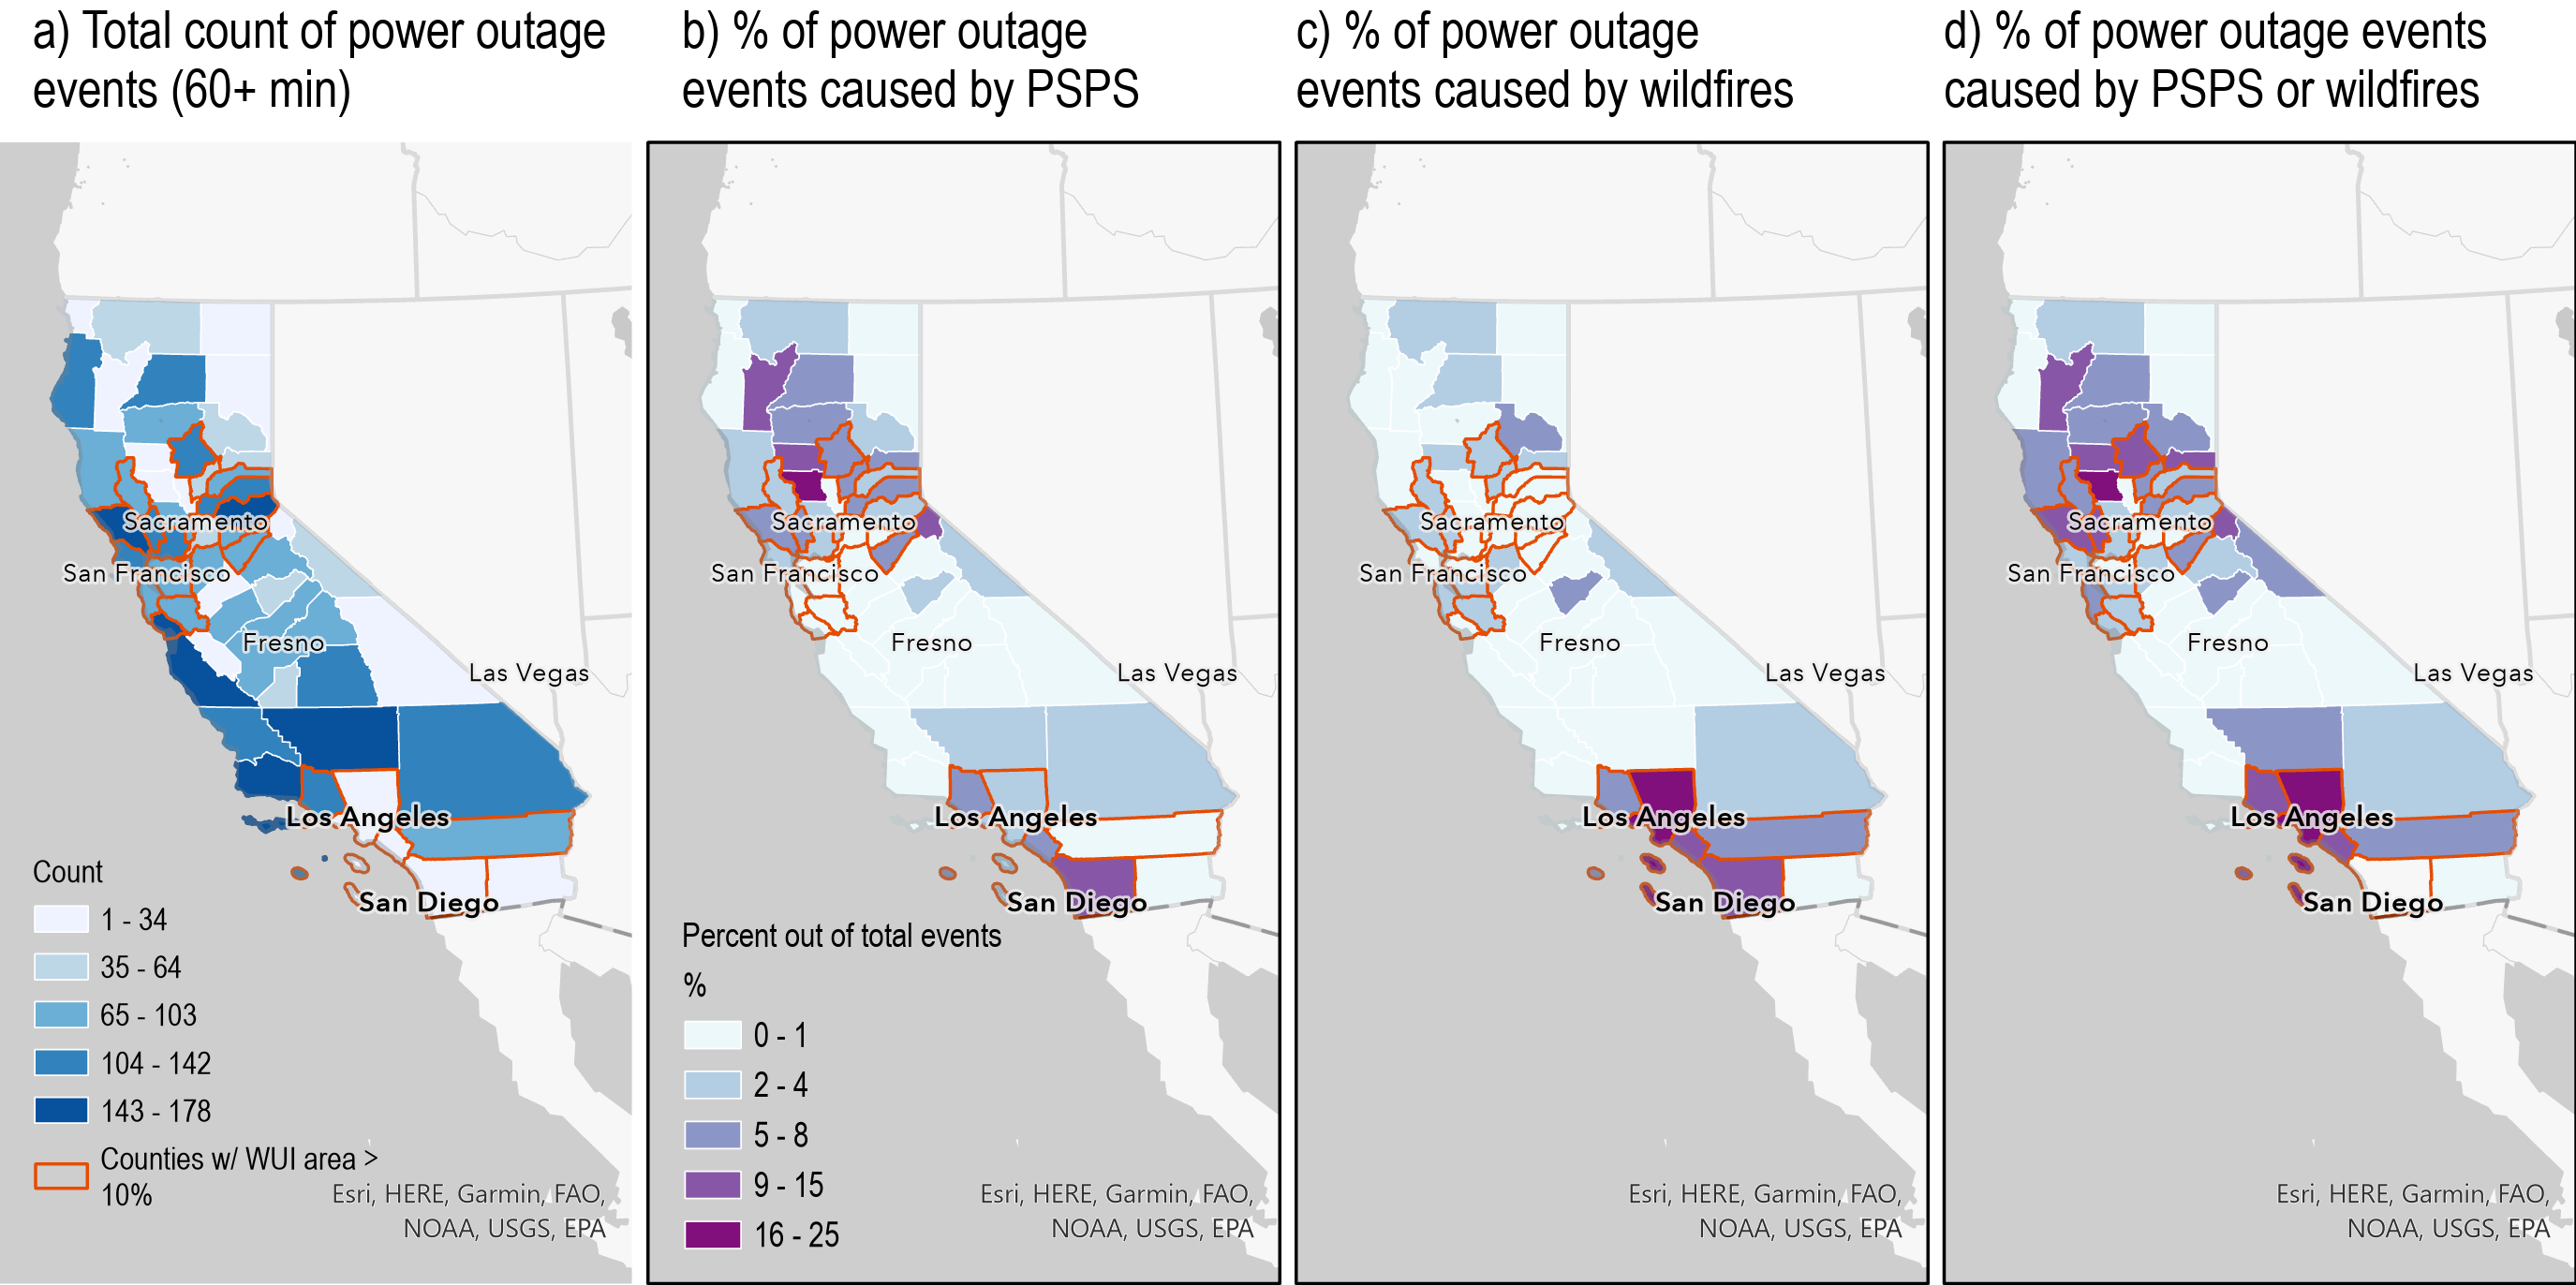 a) Total count of power outage
events (60+ min)
b) % of power outage
events caused by PSPS
c) % of power outage
events caused by wildfires
d) % of power outage events
caused by PSPS or wildfires
Sacramento
San Francisco
Fresno
Las Vegas
Los Angeles
San Diego
Count
1 - 34
35 - 64
65 - 103
104 - 142
143 - 178
Counties w/ WUI area >
10%
Esri, HERE, Garmin, FAO,
NOAA, USGS, EPA
Sacramento
San Francisco
Fresno
Las Vegas
Los Angeles
San Diego
Percent out of total events
%
0 - 1
2 - 4
5 - 8
9 - 15
16 - 25
Esri, HERE, Garmin, FAO,
NOAA, USGS, EPA
Sacramento
San Francisco
Fresno
Las Vegas
Los Angeles
San Diego
Esri, HERE, Garmin, FAO,
NOAA, USGS, EPA
Sacramento
San Francisco
Fresno
Las Vegas
Los Angeles
San Diego
Esri, HERE, Garmin, FAO,
NOAA, USGS, EPA